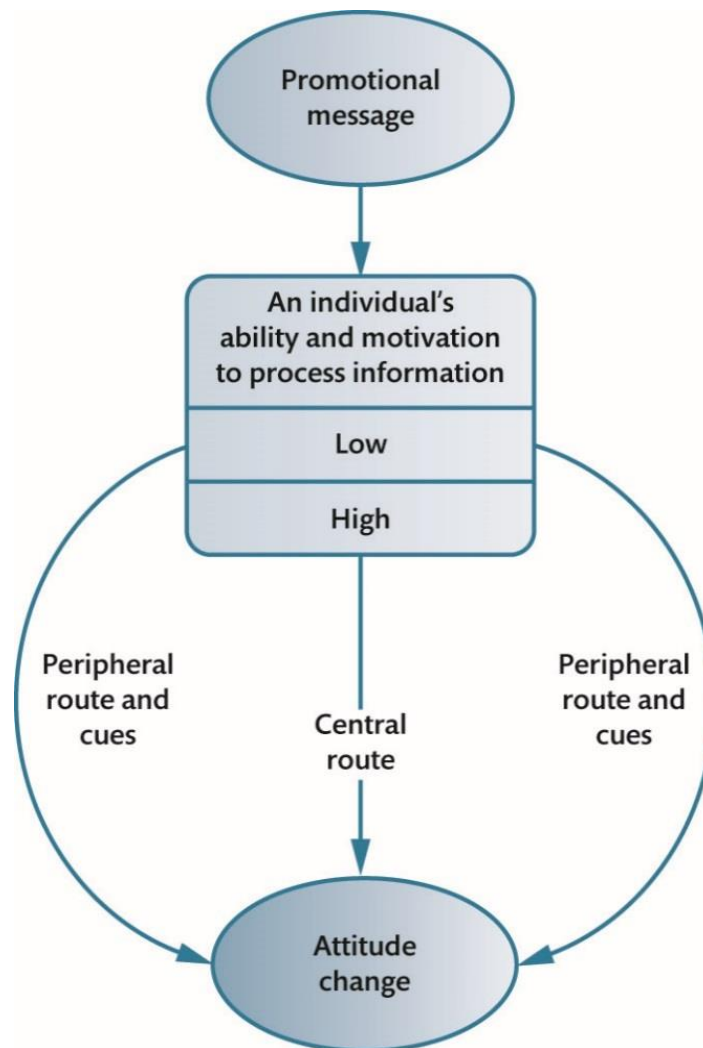 Promotional
message
An individual’s
ability and motivation
to process information
Low
High
Peripheral
route and
cues
Central
route
Peripheral
route and
cues
Attitude
change